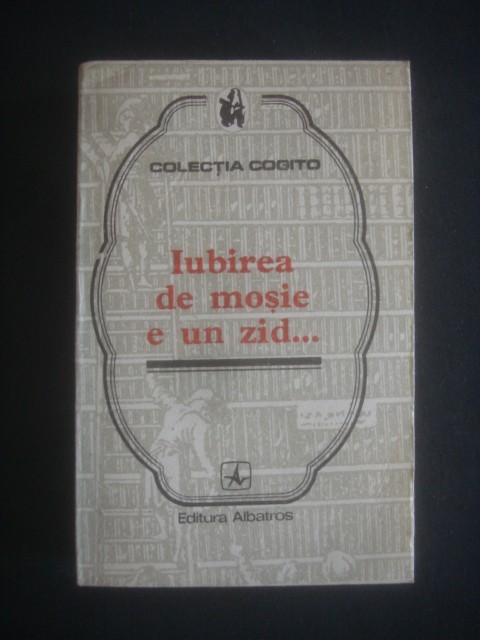 COLECȚIA COGITO
Iubirea
de moșie
e un zid...
Editura Albatros